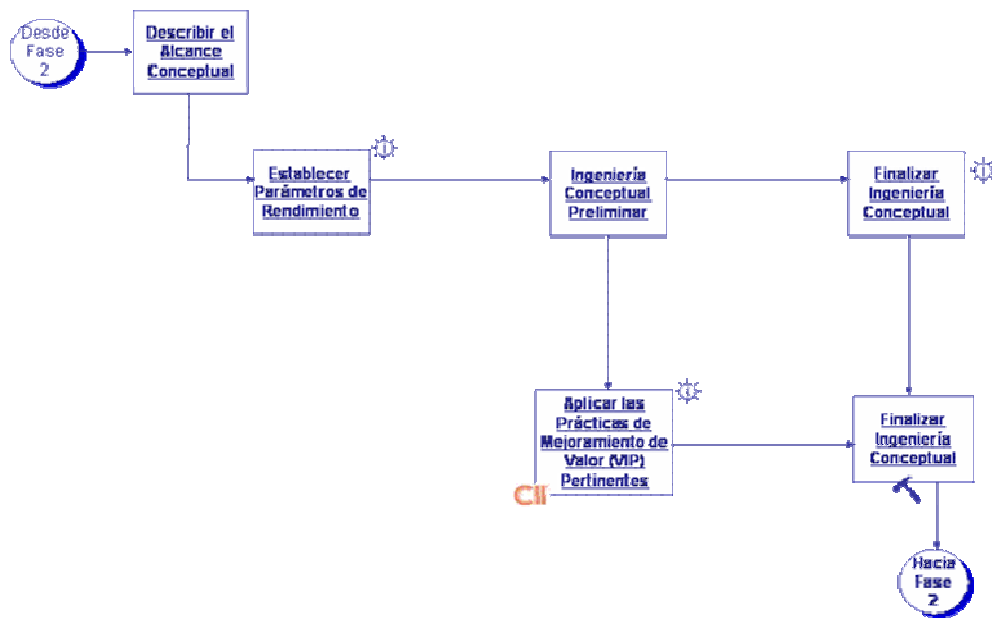 Desde
Fase
2
Describir el
Alcance
Conceptual
Establecer
Parámetros de
Rendimiento
Ingeniería
Conceptual
Preliminar
Finalizar
Ingeniería
Conceptual
Aplicar las
Prácticas de
Mejoramiento de
Valor (VIP)
Pertinentes
CII
Finalizar
Ingeniería
Conceptual
Hacia
Fase
2